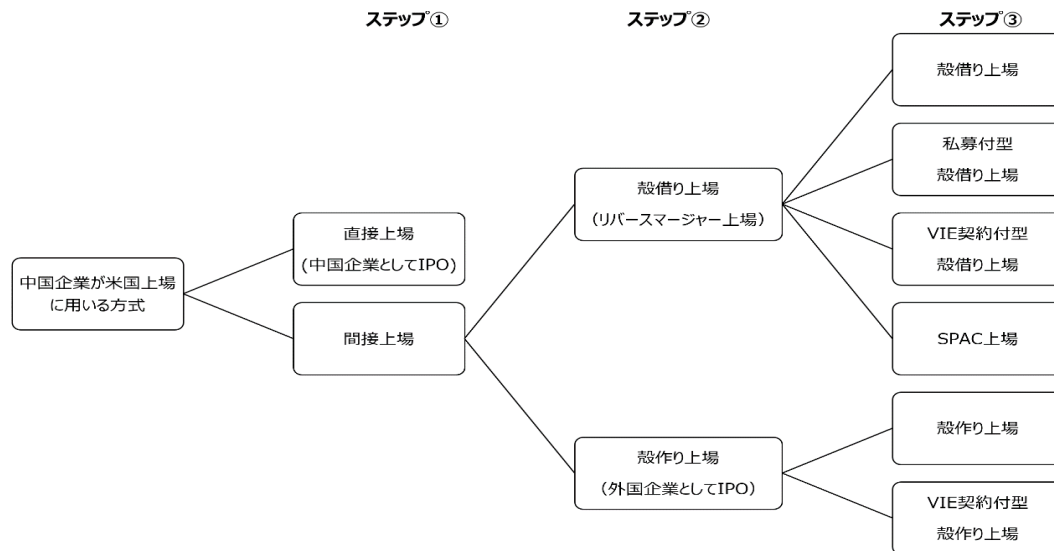 ステップ①
ステップ②
ステップ③
中国企業が米国上場
に用いる方式
直接上場
(中国企業としてIPO)
間接上場
殻借り上場
（リバースマージャー上場）
殻作り上場
（外国企業としてIPO）
殻借り上場
私募付型
殻借り上場
VIE契約付型
殻借り上場
SPAC上場
殻作り上場
VIE契約付型
殻作り上場